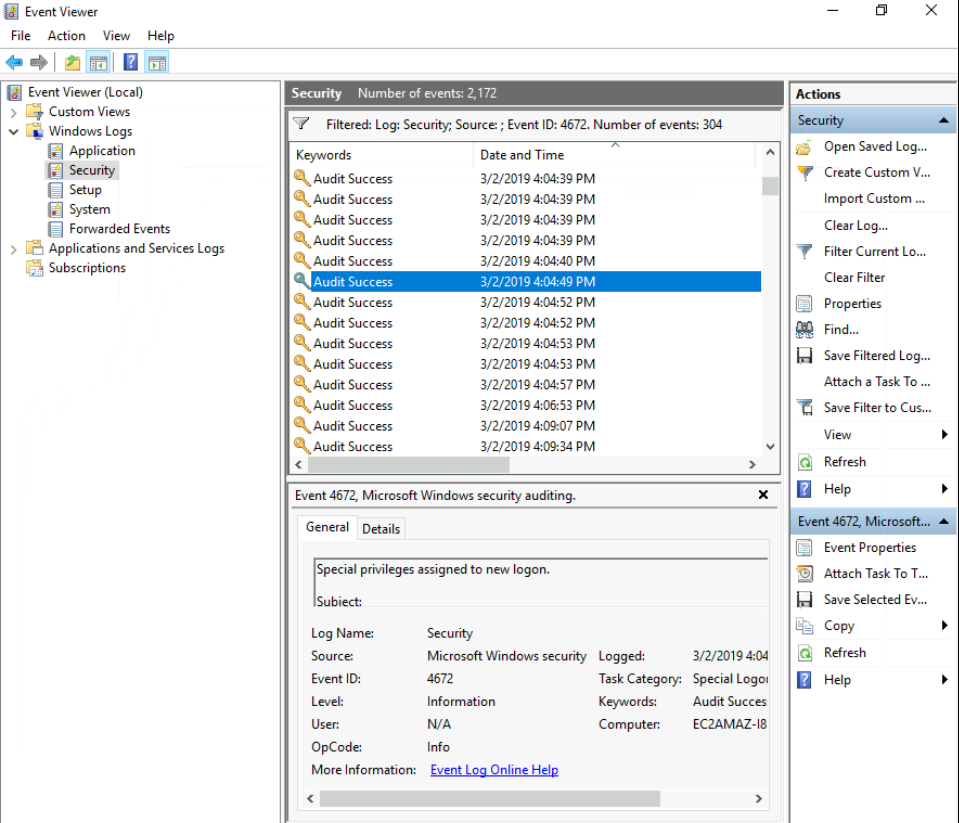 Event Viewer
File Action View Help
Event Viewer (Local)
Custom Views
Windows Logs
Application
Security
Setup
System
Forwarded Events
Applications and Services Logs
Subscriptions
Security Number of events: 2,172
Filtered: Log: Security; Source: ; Event ID: 4672. Number of events: 304
Keywords Date and Time
Audit Success 3/2/2019 4:04:39 PM
Audit Success 3/2/2019 4:04:39 PM
Audit Success 3/2/2019 4:04:39 PM
Audit Success 3/2/2019 4:04:39 PM
Audit Success 3/2/2019 4:04:40 PM
Audit Success 3/2/2019 4:04:49 PM
Audit Success 3/2/2019 4:04:52 PM
Audit Success 3/2/2019 4:04:52 PM
Audit Success 3/2/2019 4:04:53 PM
Audit Success 3/2/2019 4:04:53 PM
Audit Success 3/2/2019 4:04:57 PM
Audit Success 3/2/2019 4:06:53 PM
Audit Success 3/2/2019 4:09:07 PM
Audit Success 3/2/2019 4:09:34 PM
Event 4672, Microsoft Windows security auditing.
General Details
Special privileges assigned to new logon.
Subject:
Log Name: Security
Source: Microsoft Windows security Logged: 3/2/2019 4:04
Event ID: 4672 Task Category: Special Logo
Level: Information Keywords: Audit Succes
User: N/A Computer: EC2AMAZ-I8
OpCode: Info
More Information: Event Log Online Help
Actions
Security
Open Saved Log...
Create Custom V...
Import Custom ...
Clear Log...
Filter Current Lo...
Clear Filter
Properties
Find...
Save Filtered Log...
Attach a Task To ...
Save Filter to Cus...
View
Refresh
Help
Event 4672, Microsoft...
Event Properties
Attach Task To T...
Save Selected Ev...
Copy
Refresh
Help